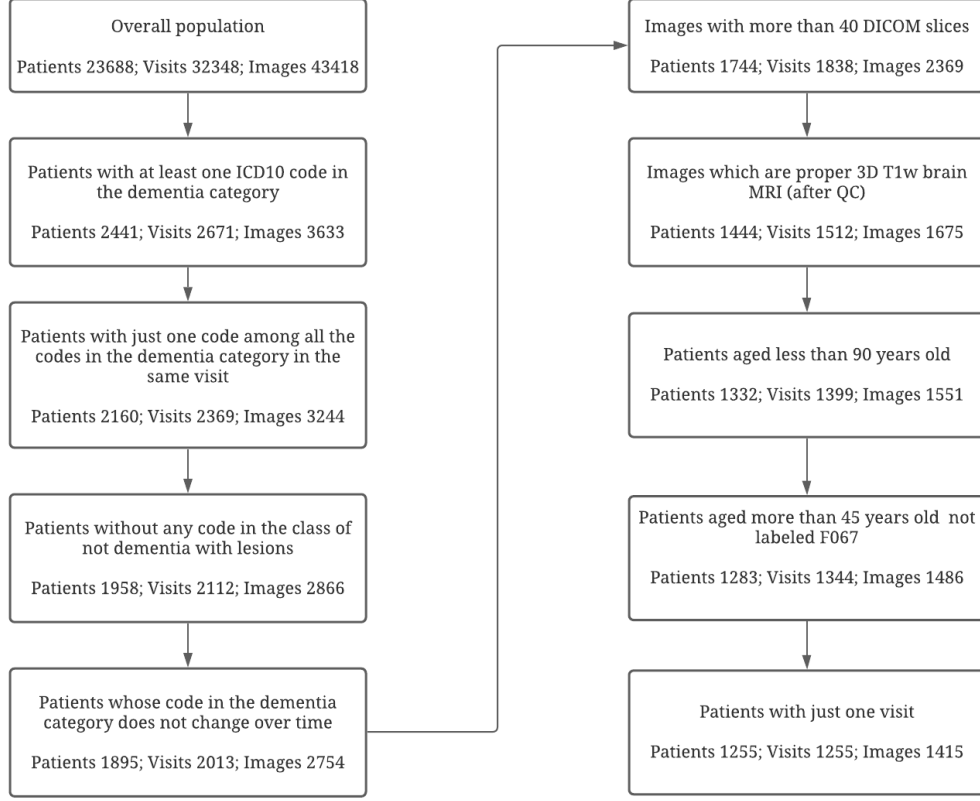 Overall population
Patients 23688; Visits 32348; Images 43418
Patients with at least one ICD10 code in
the dementia category
Patients 2441; Visits 2671; Images 3633
Patients with just one code among all the
codes in the dementia category in the
same visit
Patients 2160; Visits 2369; Images 3244
Patients without any code in the class of
not dementia with lesions
Patients 1958; Visits 2112; Images 2866
Patients whose code in the dementia
category does not change over time
Patients 1895; Visits 2013; Images 2754
Images with more than 40 DICOM slices
Patients 1744; Visits 1838; Images 2369
Images which are proper 3D T1w brain
MRI (after QC)
Patients 1444; Visits 1512; Images 1675
Patients aged less than 90 years old
Patients 1332; Visits 1399; Images 1551
Patients aged more than 45 years old not
labeled F067
Patients 1283; Visits 1344; Images 1486
Patients with just one visit
Patients 1255; Visits 1255; Images 1415